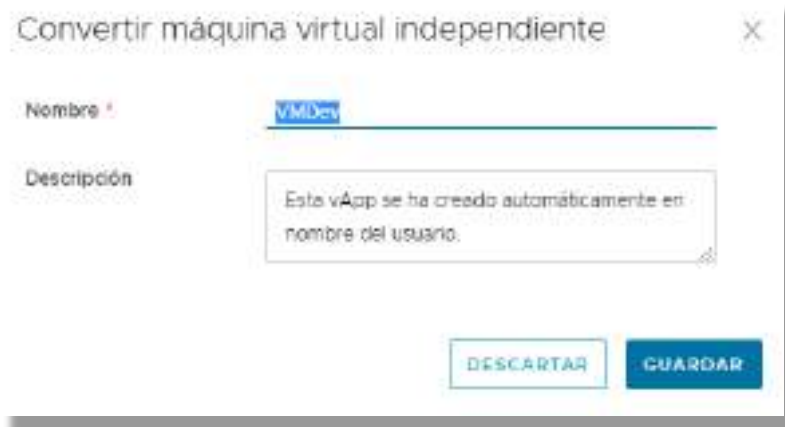 Convertir máquina virtual independiente
Nombre *
VMDev
Descripción
Esta vApp se ha creado automáticamente en
nombre del usuario.
DESCARTAR
GUARDAR